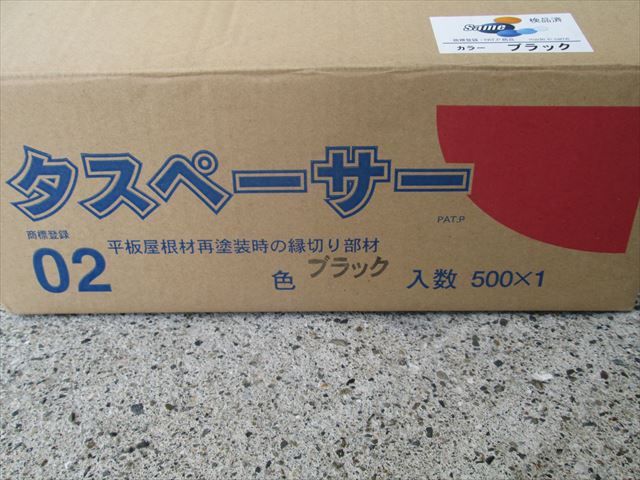 Same 検品済
カラー ブラック
タスペーサー
PAT.P
商標登録
02
平板屋根材再塗装時の縁切り部材
色 ブラック 入数 500×1